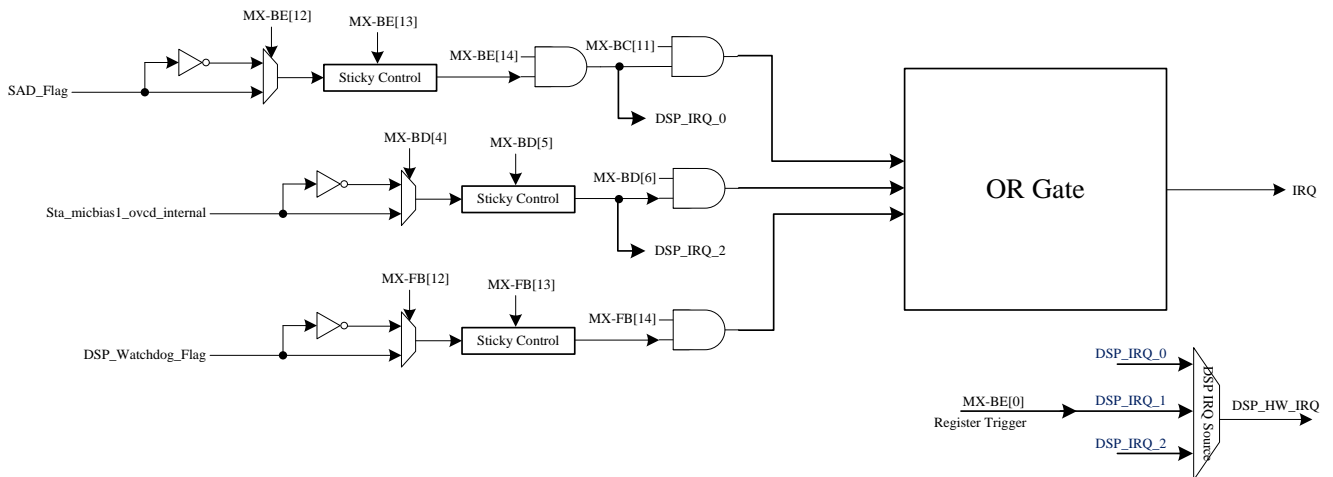 MX-BE[12]
MX-BE[13]
MX-BE[14]
MX-BC[11]
SAD_Flag
Sticky Control
DSP_IRQ_0
MX-BD[4]
MX-BD[5]
MX-BD[6]
Sta_micbias1_ovcd_internal
Sticky Control
DSP_IRQ_2
MX-FB[12]
MX-FB[13]
MX-FB[14]
DSP_Watchdog_Flag
Sticky Control
OR Gate
IRQ
DSP_IRQ_0
MX-BE[0]
Register Trigger
DSP_IRQ_1
DSP_IRQ_2
DSP IRQ Source
DSP_HW_IRQ